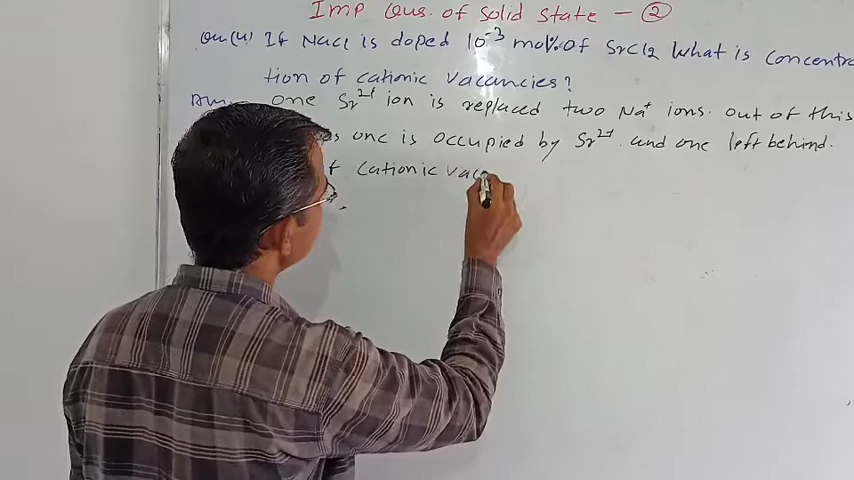 Imp Qus. of Solid State - 2
Qu(4) If NaCl is doped 10⁻³ mol% of SrCl₂ what is concentra
tion of cationic vacancies?
Ans one Sr²⁺ ion is replaced two Na⁺ ions. out of this
one is occupied by Sr²⁺ and one left behind.
cationic vac